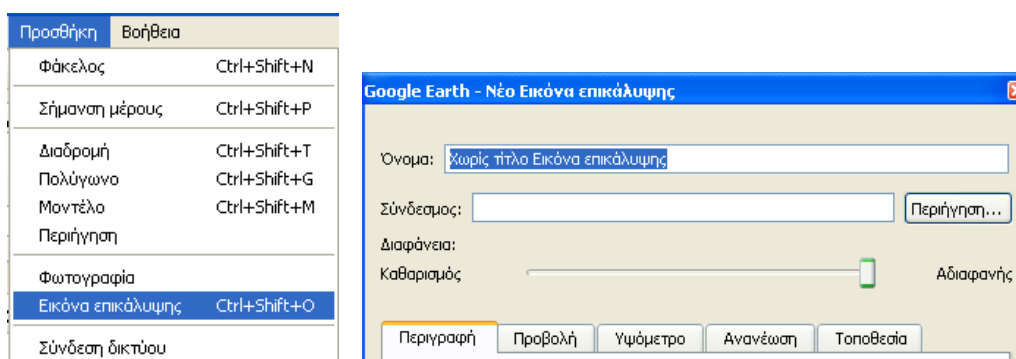 Προσθήκη Βοήθεια
Φάκελος Ctrl+Shift+N
Σήμανση μέρους Ctrl+Shift+P
Διαδρομή Ctrl+Shift+T
Πολύγωνο Ctrl+Shift+G
Μοντέλο Ctrl+Shift+M
Περιήγηση
Φωτογραφία
Εικόνα επικάλυψης Ctrl+Shift+O
Σύνδεση δικτύου
Google Earth - Νέο Εικόνα επικάλυψης
Όνομα: Χωρίς τίτλο Εικόνα επικάλυψης
Σύνδεσμος: Περιήγηση...
Διαφάνεια:
Καθαρισμός Αδιαφανής
Περιγραφή Προβολή Υψόμετρο Ανανέωση Τοποθεσία